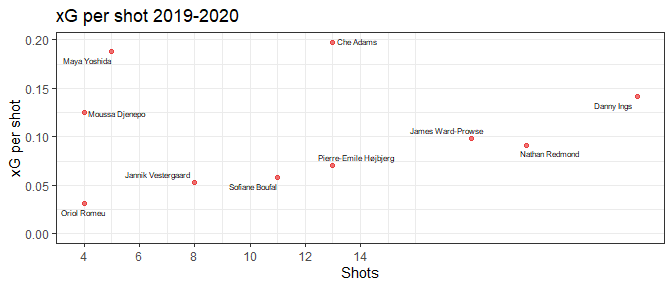 xG per shot 2019-2020
0.20
Che Adams
Maya Yoshida
0.15
Danny Ings
Moussa Djenepo
James Ward-Prowse
0.10
Nathan Redmond
Pierre-Emile Højbjerg
Jannik Vestergaard
0.05
Sofiane Boufal
Oriol Romeu
0.00
xG per shot
4 6 8 10 12 14
Shots